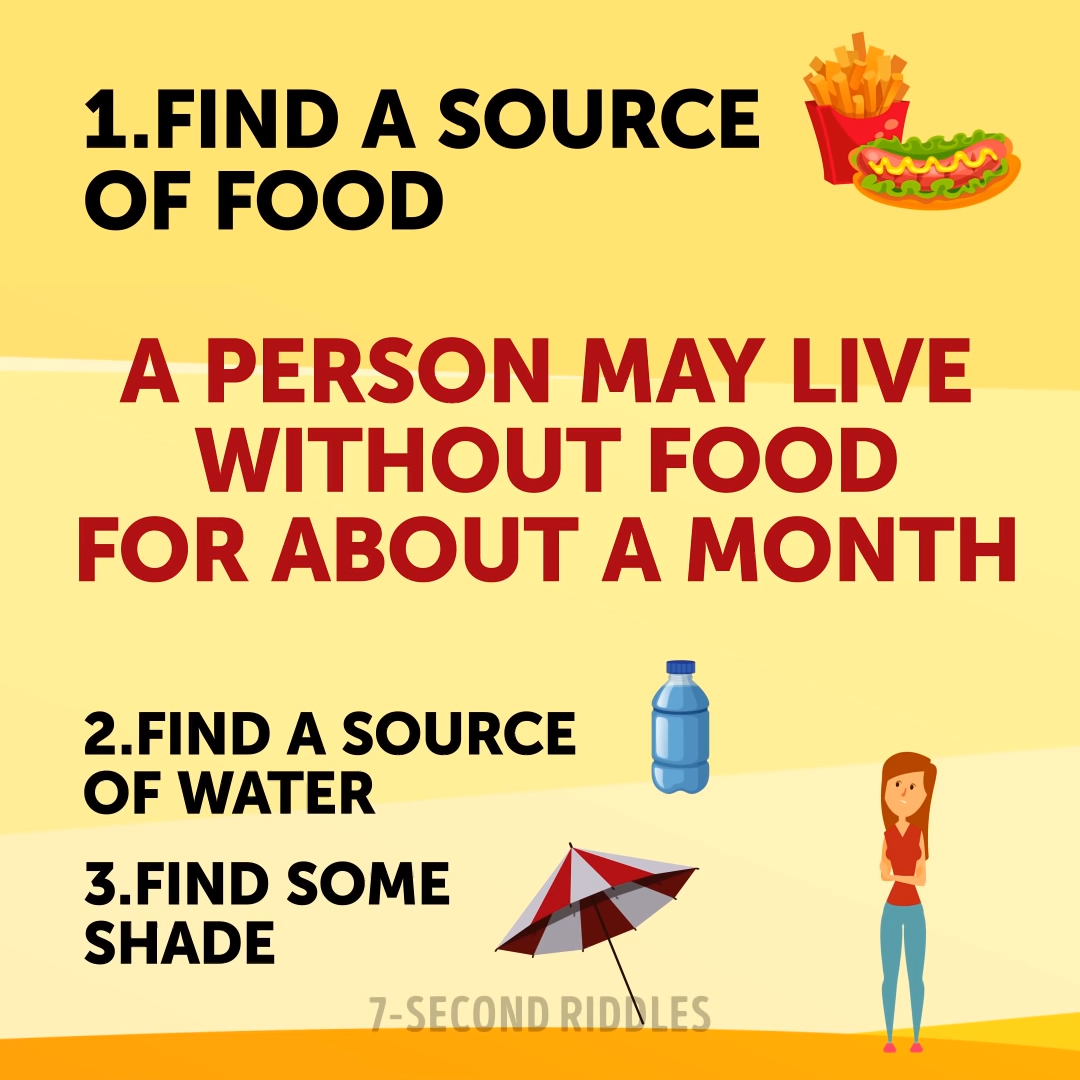 1.FIND A SOURCE
OF FOOD
A PERSON MAY LIVE
WITHOUT FOOD
FOR ABOUT A MONTH
2.FIND A SOURCE
OF WATER
3.FIND SOME
SHADE
7-SECOND RIDDLES